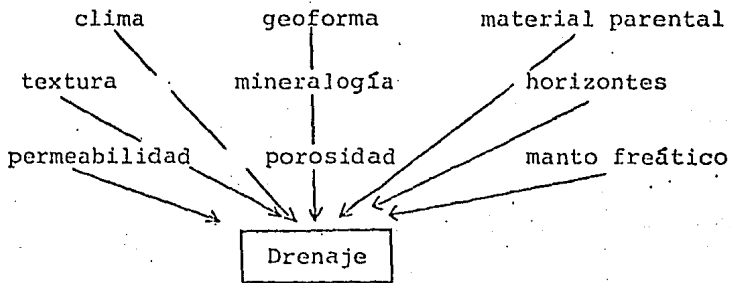 clima geoforma material parental
textura mineralogía horizontes
permeabilidad porosidad manto freático
Drenaje